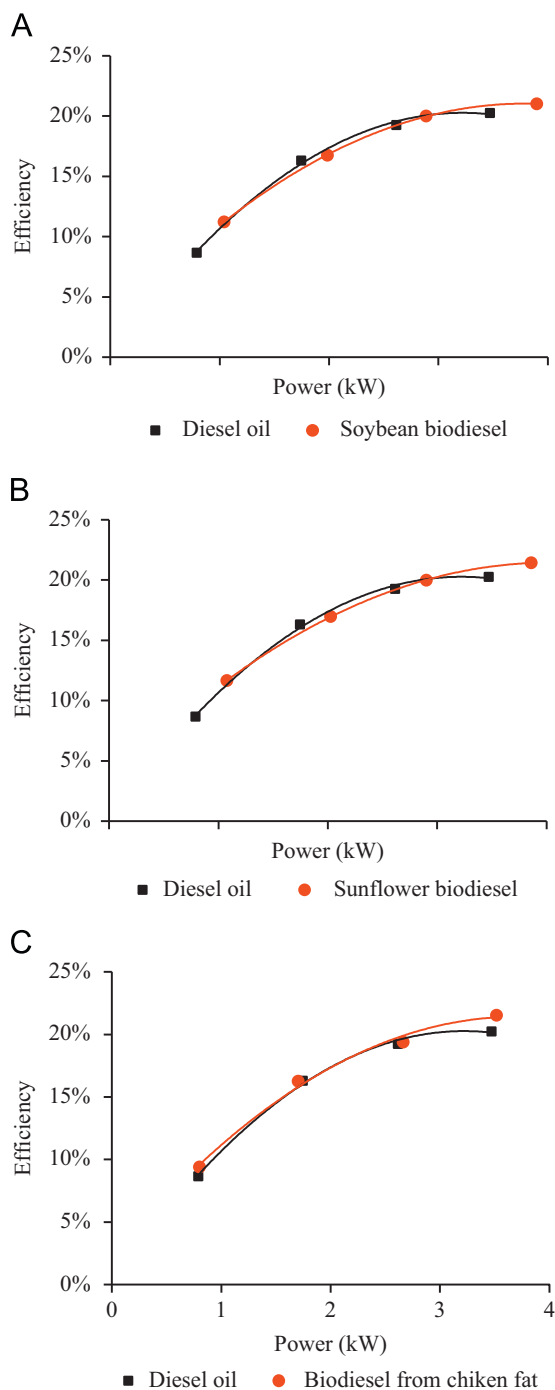 A
25%
20%
15%
10%
5%
0%
Efficiency
Power (kW)
Diesel oil Soybean biodiesel
B
25%
20%
15%
10%
5%
0%
Efficiency
Power (kW)
Diesel oil Sunflower biodiesel
C
25%
20%
15%
10%
5%
0%
Efficiency
0 1 2 3 4
Power (kW)
Diesel oil Biodiesel from chiken fat